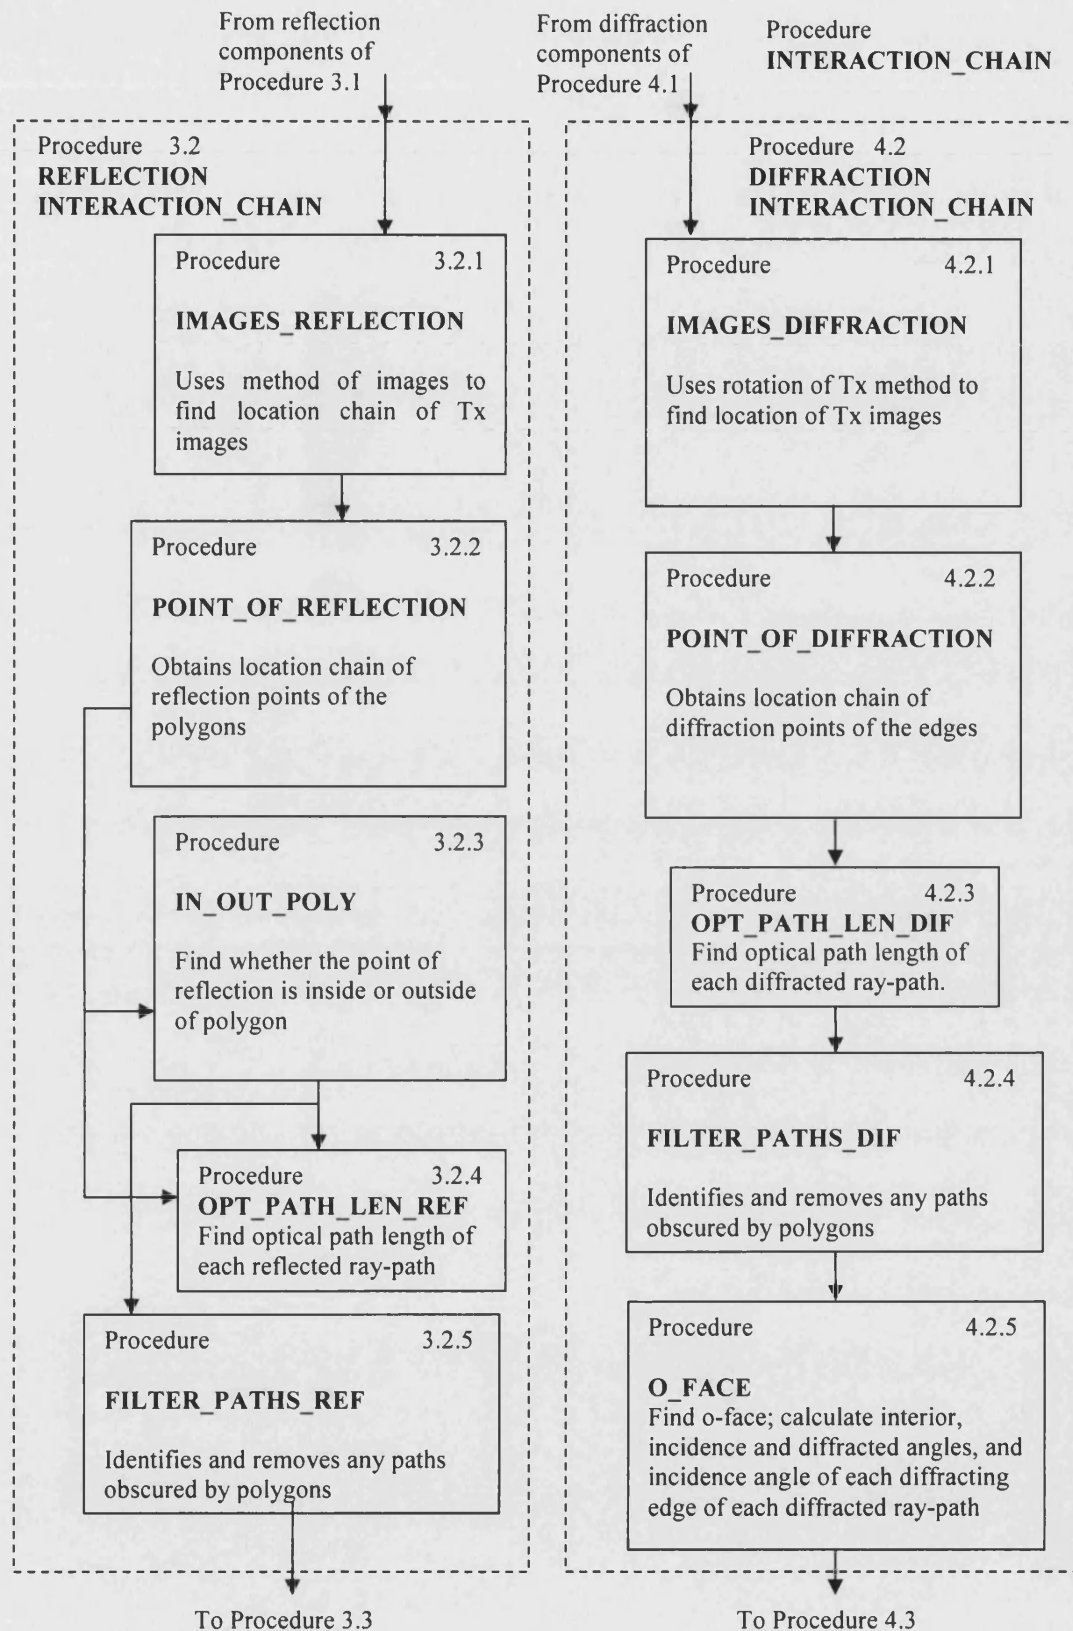 From reflection
components of
Procedure 3.1
From diffraction
components of
Procedure 4.1
Procedure
INTERACTION_CHAIN
Procedure 3.2
REFLECTION
INTERACTION_CHAIN
Procedure 3.2.1
IMAGES_REFLECTION
Uses method of images to
find location chain of Tx
images
Procedure 3.2.2
POINT_OF_REFLECTION
Obtains location chain of
reflection points of the
polygons
Procedure 3.2.3
IN_OUT_POLY
Find whether the point of
reflection is inside or outside
of polygon
Procedure 3.2.4
OPT_PATH_LEN_REF
Find optical path length of
each reflected ray-path
Procedure 3.2.5
FILTER_PATHS_REF
Identifies and removes any paths
obscured by polygons
To Procedure 3.3
Procedure 4.2
DIFFRACTION
INTERACTION_CHAIN
Procedure 4.2.1
IMAGES_DIFFRACTION
Uses rotation of Tx method to
find location of Tx images
Procedure 4.2.2
POINT_OF_DIFFRACTION
Obtains location chain of
diffraction points of the edges
Procedure 4.2.3
OPT_PATH_LEN_DIF
Find optical path length of
each diffracted ray-path.
Procedure 4.2.4
FILTER_PATHS_DIF
Identifies and removes any paths
obscured by polygons
Procedure 4.2.5
O_FACE
Find o-face; calculate interior,
incidence and diffracted angles, and
incidence angle of each diffracting
edge of each diffracted ray-path
To Procedure 4.3